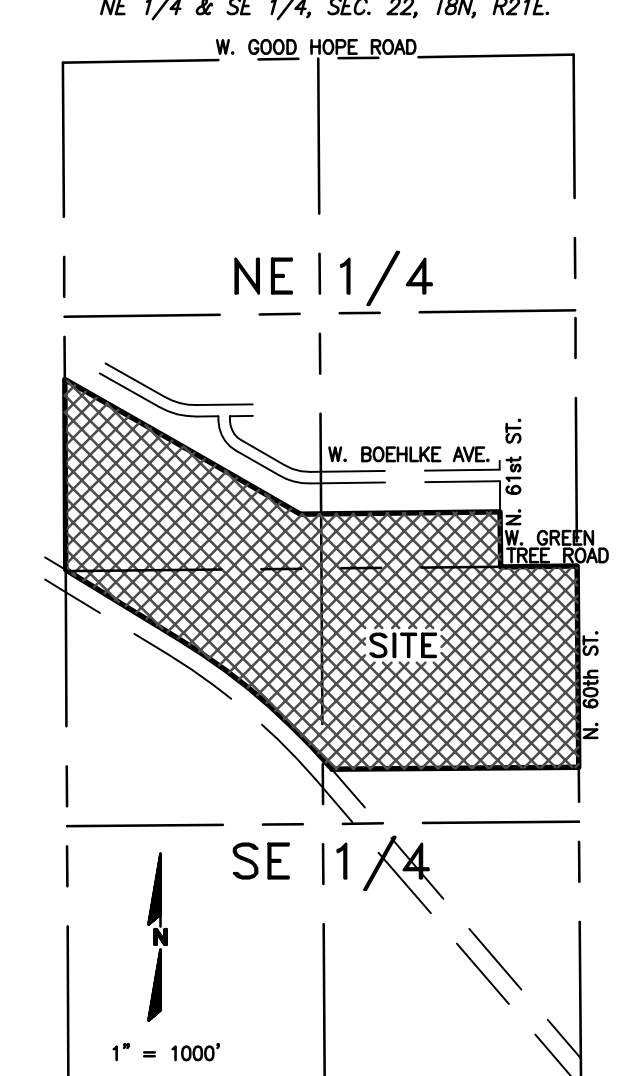 NE 1/4 & SE 1/4, SEC. 22, T8N, R21E.
W. GOOD HOPE ROAD
NE 1/4
W. BOEHLKE AVE.
N. 61st ST.
W. GREEN
TREE ROAD
SITE
N. 60th ST.
SE 1/4
N
1" = 1000'